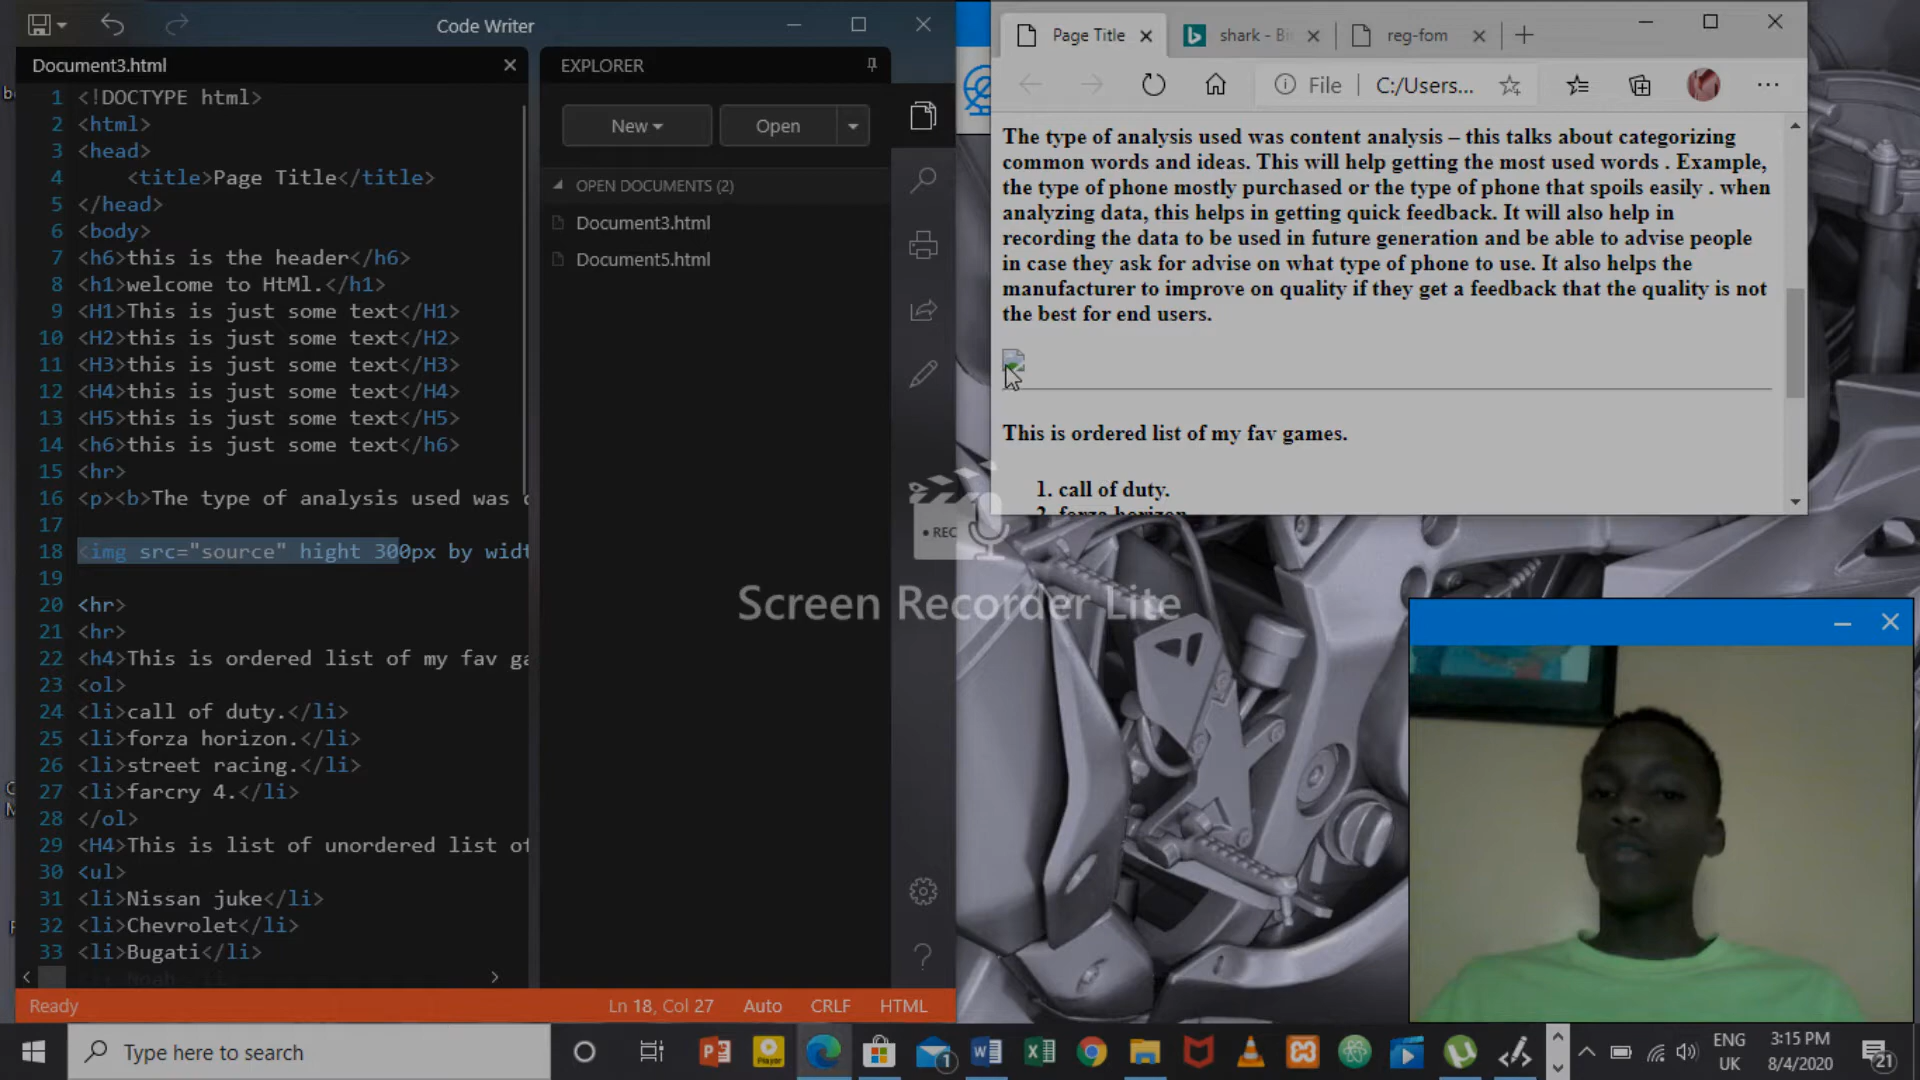 Code Writer
Document3.html
1 <!DOCTYPE html>
2 <html>
3 <head>
4 <title>Page Title</title>
5 </head>
6 <body>
7 <h6>this is the header</h6>
8 <h1>welcome to HtMl.</h1>
9 <H1>This is just some text</H1>
10 <H2>this is just some text</H2>
11 <H3>this is just some text</H3>
12 <H4>this is just some text</H4>
13 <H5>this is just some text</H5>
14 <h6>this is just some text</h6>
15 <hr>
16 <p><b>The type of analysis used was
17
18 <img src="source" hight 300px by widt
19
20 <hr>
21 <hr>
22 <h4>This is ordered list of my fav ga
23 <ol>
24 <li>call of duty.</li>
25 <li>forza horizon.</li>
26 <li>street racing.</li>
27 <li>farcry 4.</li>
28 </ol>
29 <H4>This is list of unordered list of
30 <ul>
31 <li>Nissan juke</li>
32 <li>Chevrolet</li>
33 <li>Bugati</li>
Ready
Ln 18, Col 27
Auto
CRLF
HTML
EXPLORER
New
Open
OPEN DOCUMENTS (2)
Document3.html
Document5.html
Page Title
shark - Bi
reg-fom
File
C:/Users...
The type of analysis used was content analysis – this talks about categorizing
common words and ideas. This will help getting the most used words . Example,
the type of phone mostly purchased or the type of phone that spoils easily . when
analyzing data, this helps in getting quick feedback. It will also help in
recording the data to be used in future generation and be able to advise people
in case they ask for advise on what type of phone to use. It also helps the
manufacturer to improve on quality if they get a feedback that the quality is not
the best for end users.
This is ordered list of my fav games.
1. call of duty.
2. forza horizon
REC
Screen Recorder Lite
Type here to search
Player
1
ENG
UK
3:15 PM
8/4/2020
21